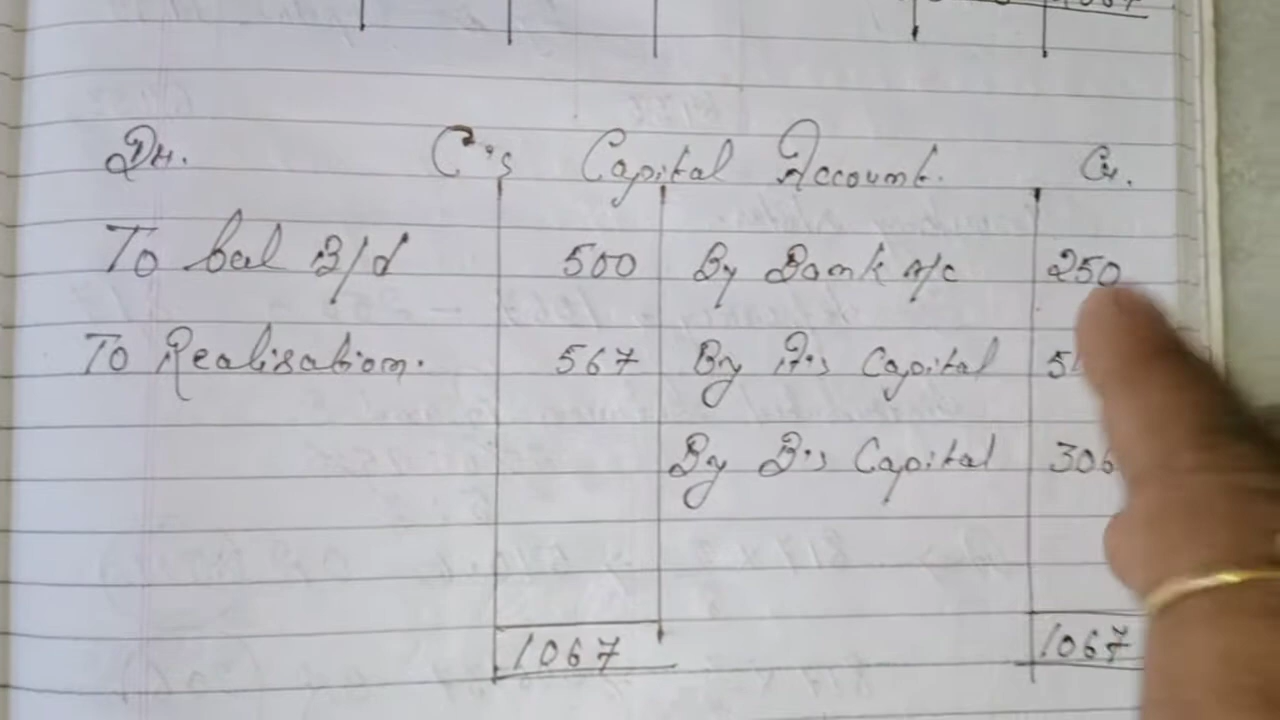 Dr. C's Capital Account. Cr.
To bal B/d 500 By Bank A/c 250
To Realisation. 567 By A's Capital
By B's Capital 306
1067 1067